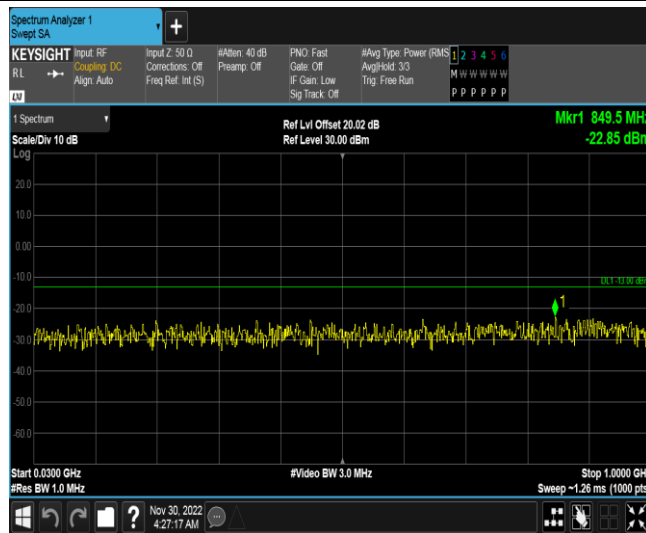 Spectrum Analyzer 1
Swept SA
+
KEYSIGHT
RL
LXI
Input: RF
Coupling: DC
Align: Auto
Input Z: 50 Ω
Corrections: Off
Freq Ref: Int (S)
#Atten: 40 dB
Preamp: Off
PNO: Fast
Gate: Off
IF Gain: Low
Sig Track: Off
#Avg Type: Power (RMS
Avg|Hold: 3/3
Trig: Free Run
1 2 3 4 5 6
M W W W W W
P P P P P P
1 Spectrum
Scale/Div 10 dB
Log
Ref Lvl Offset 20.02 dB
Ref Level 30.00 dBm
Mkr1 849.5 MHz
-22.85 dBm
20.0
10.0
0.00
-10.0
DL1 -13.00 dBm
1
-20.0
-30.0
-40.0
-50.0
-60.0
Start 0.0300 GHz
#Res BW 1.0 MHz
#Video BW 3.0 MHz
Stop 1.0000 GHz
Sweep ~1.26 ms (1000 pts
?
Nov 30, 2022
4:27:17 AM